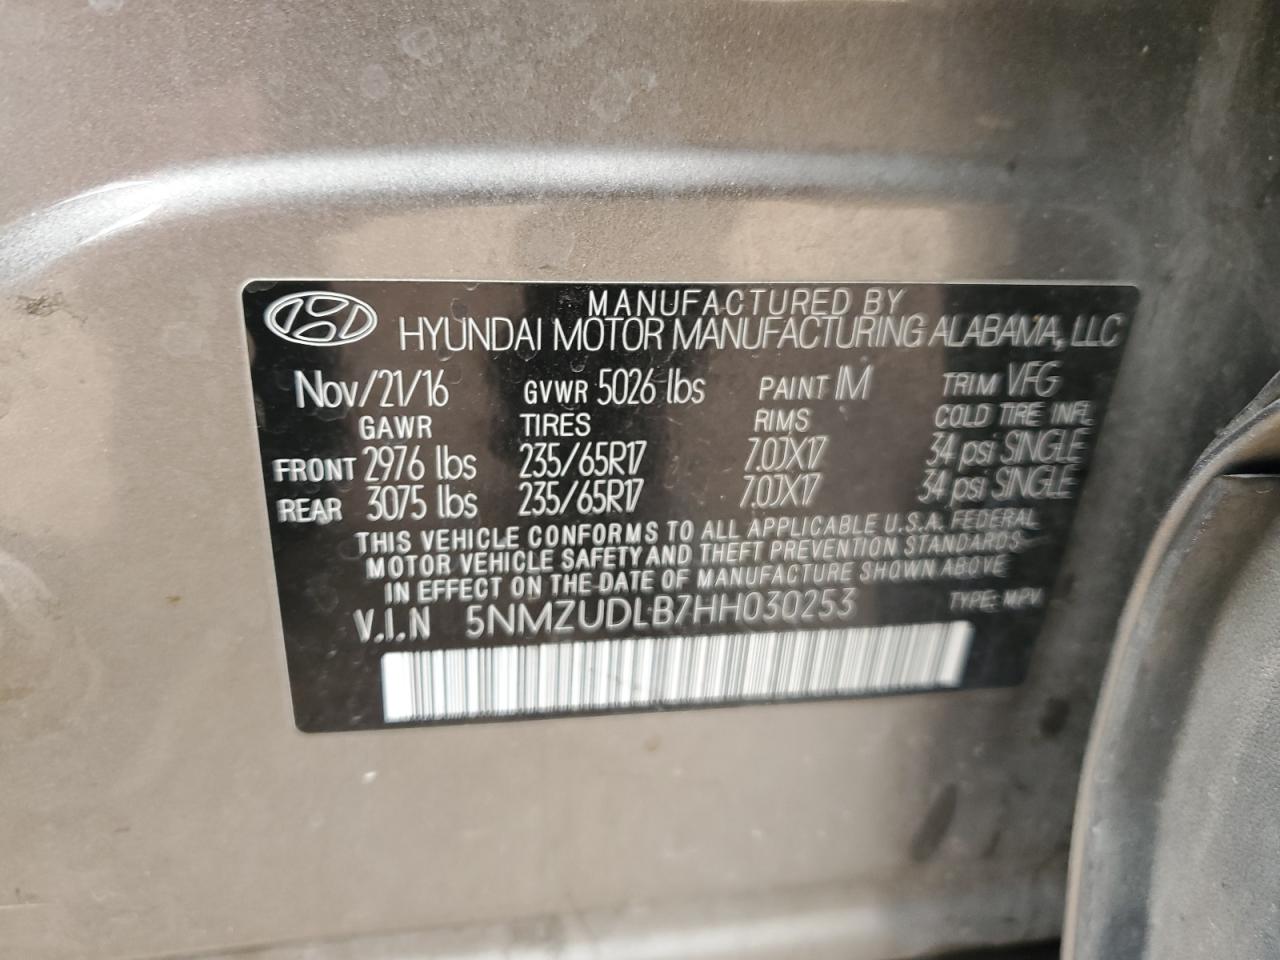 MANUFACTURED BY
HYUNDAI MOTOR MANUFACTURING ALABAMA, LLC
Nov/21/16 GVWR 5026 lbs PAINT IM TRIM VFG
GAWR TIRES RIMS COLD TIRE INFL
FRONT 2976 lbs 235/65R17 7.0JX17 34 psi SINGLE
REAR 3075 lbs 235/65R17 7.0JX17 34 psi SINGLE
THIS VEHICLE CONFORMS TO ALL APPLICABLE U.S.A. FEDERAL
MOTOR VEHICLE SAFETY AND THEFT PREVENTION STANDARDS
IN EFFECT ON THE DATE OF MANUFACTURE SHOWN ABOVE
V.I.N 5NMZUDLB7HH030253 TYPE: MPV